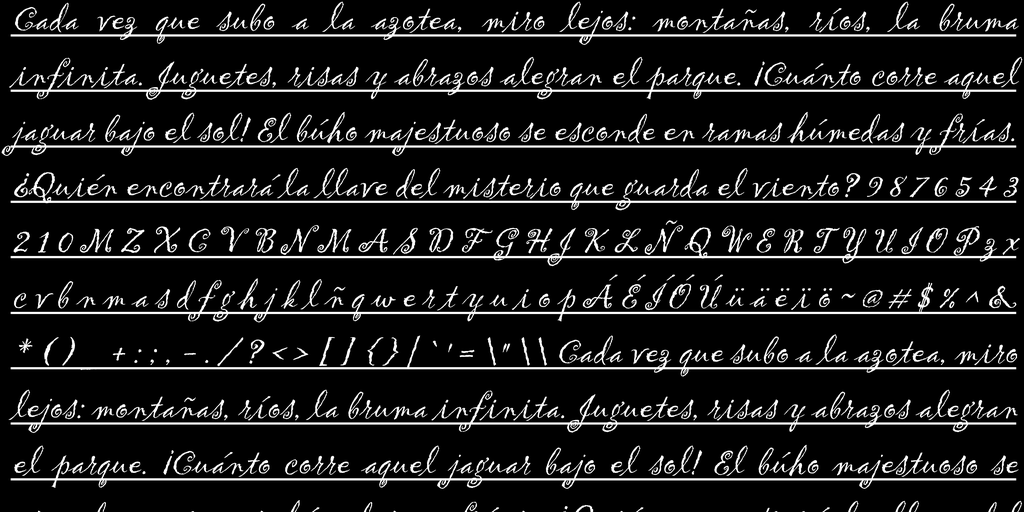 Cada vez que subo a la azotea, miro lejos: montañas, ríos, la bruma
infinita. Juguetes, risas y abrazos alegran el parque. ¡Cuánto corre aquel
jaguar bajo el sol! El búho majestuoso se esconde en ramas húmedas y frías.
¿Quién encontrará la llave del misterio que guarda el viento? 9 8 7 6 5 4 3
2 1 0 M Z X C V B N M A S D F G H J K L Ñ Q W E R T Y U I O P z x
c v b n m a s d f g h j k l ñ q w e r t y u i o p Á É Í Ó Ú ü ä ë ï ö ~ @ # $ % ^ &
* ( ) _ + : ; , - . / ? < > [ ] { } | ` ' = \ " \ \ Cada vez que subo a la azotea, miro
lejos: montañas, ríos, la bruma infinita. Juguetes, risas y abrazos alegran
el parque. ¡Cuánto corre aquel jaguar bajo el sol! El búho majestuoso se